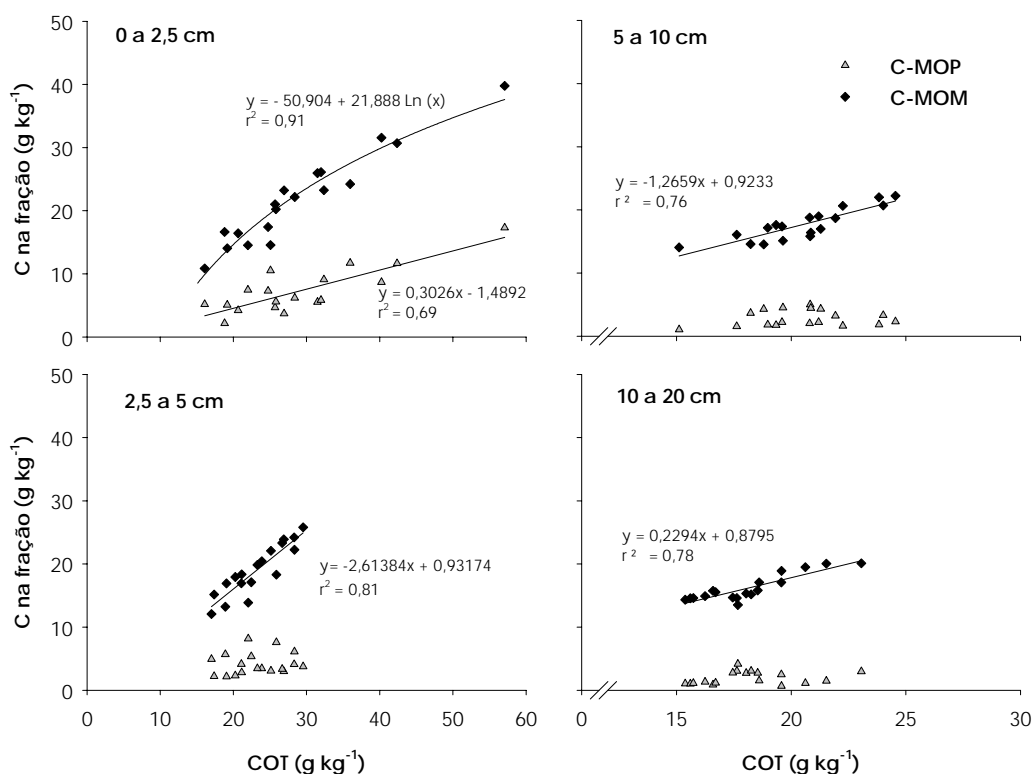 0 a 2,5 cm
C na fração (g kg⁻¹)
50
40
30
20
10
0
y = - 50,904 + 21,888 Ln (x)
r² = 0,91
y = 0,3026x - 1,4892
r² = 0,69
5 a 10 cm
C-MOP
C-MOM
y = -1,2659x + 0,9233
r² = 0,76
2,5 a 5 cm
C na fração (g kg⁻¹)
50
40
30
20
10
0
y= -2,61384x + 0,93174
r² = 0,81
0 10 20 30 40 50 60
COT (g kg⁻¹)
10 a 20 cm
y = 0,2294x + 0,8795
r² = 0,78
0 15 20 25 30
COT (g kg⁻¹)